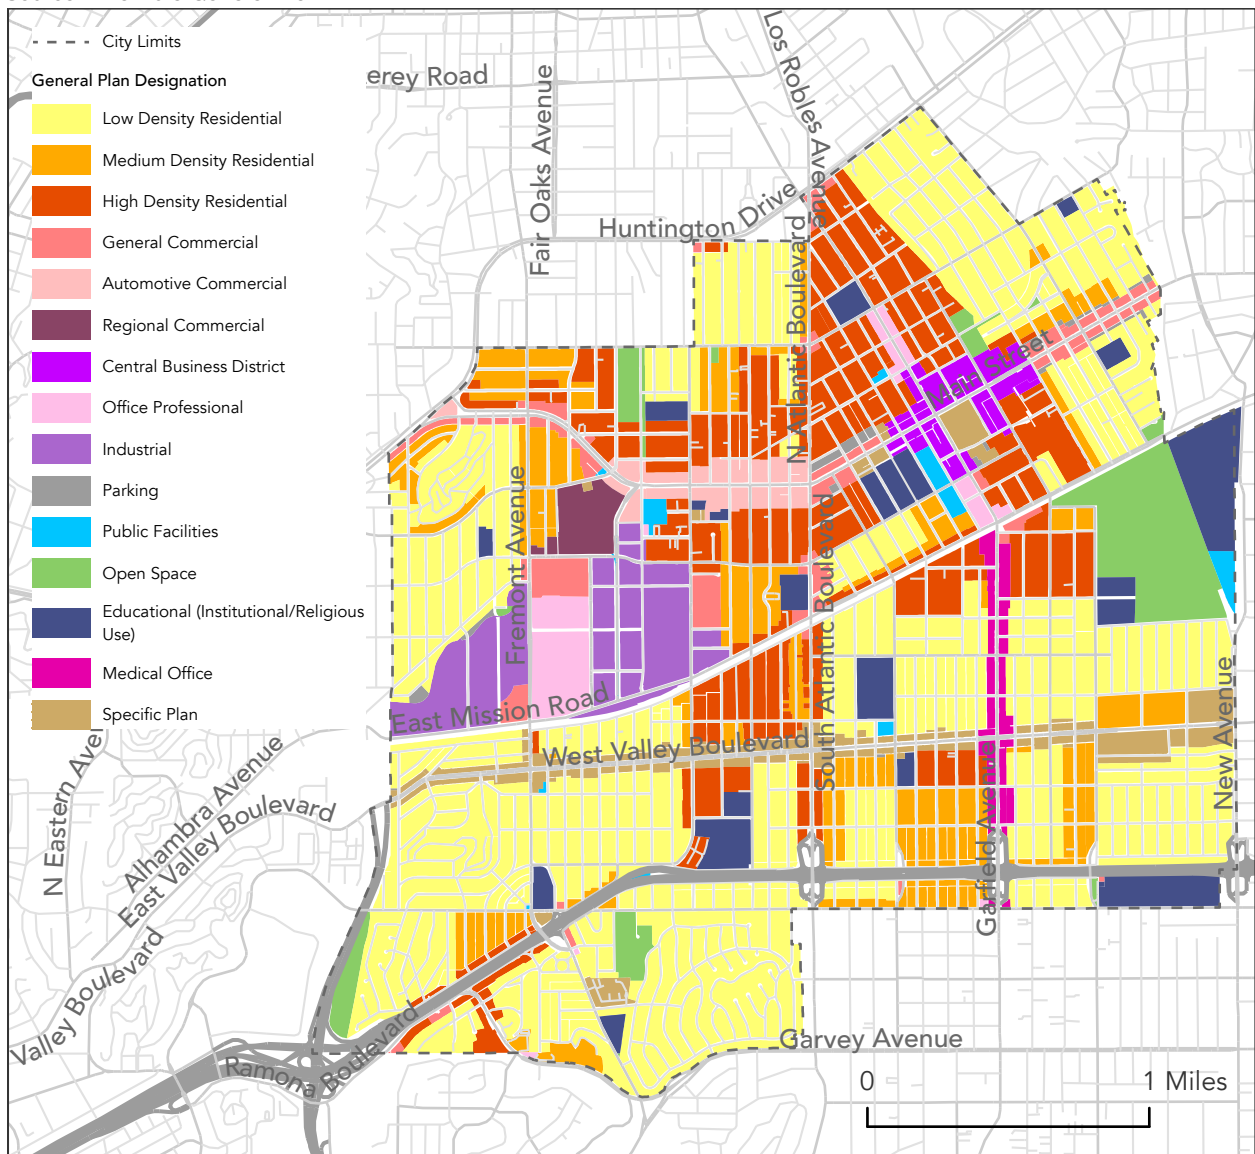 City Limits
General Plan Designation
Low Density Residential
Medium Density Residential
High Density Residential
General Commercial
Automotive Commercial
Regional Commercial
Central Business District
Office Professional
Industrial
Parking
Public Facilities
Open Space
Educational (Institutional/Religious
Use)
Medical Office
Specific Plan
erey Road
Fair Oaks Avenue
Los Robles Avenue
Huntington Drive
N Atlantic Boulevard
Main Street
Fremont Avenue
South Atlantic Boulevard
East Mission Road
West Valley Boulevard
Garfield Avenue
New Avenue
N Eastern Ave
Alhambra Avenue
East Valley Boulevard
Valley Boulevard
Ramona Boulevard
Garvey Avenue
0 1 Miles